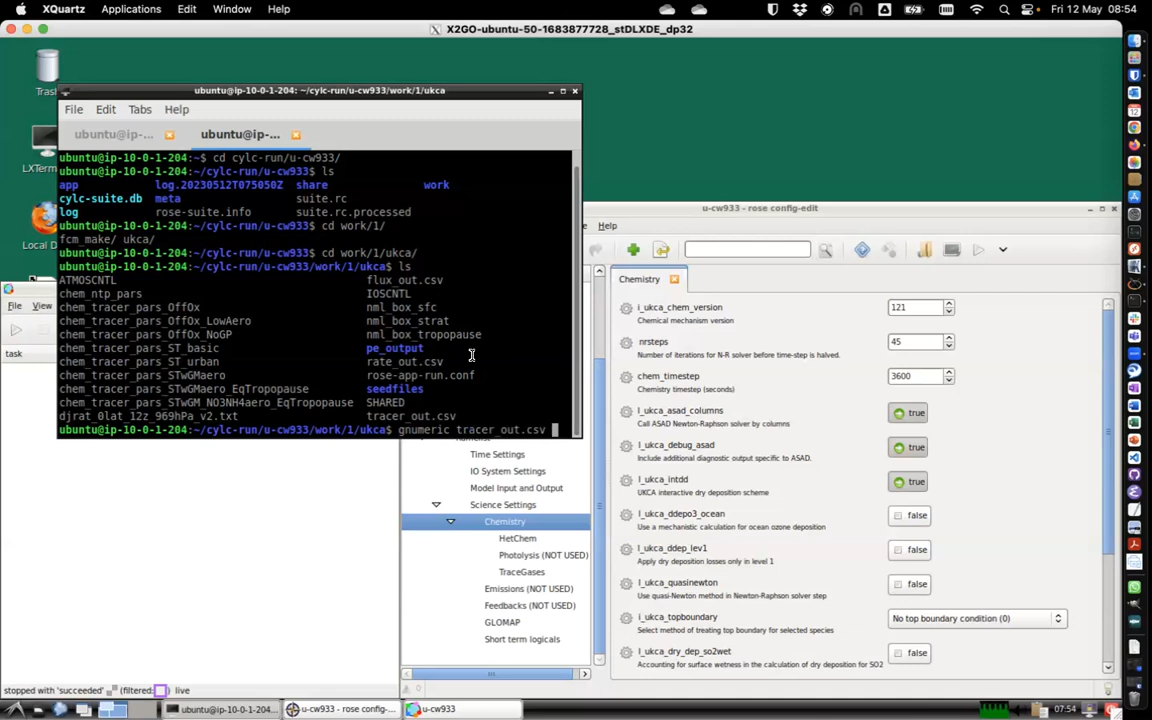 XQuartz Applications Edit Window Help Fri 12 May 08:54
X2GO-ubuntu-50-1683877728_stDLXDE_dp32
Tras
LXTerm
Local D
ubuntu@ip-10-0-1-204: ~/cylc-run/u-cw933/work/1/ukca
File Edit Tabs Help
ubuntu@ip-... ubuntu@ip-...
ubuntu@ip-10-0-1-204:~$ cd cylc-run/u-cw933/
ubuntu@ip-10-0-1-204:~/cylc-run/u-cw933$ ls
app log.20230512T075050Z share work
cylc-suite.db meta suite.rc
log rose-suite.info suite.rc.processed
ubuntu@ip-10-0-1-204:~/cylc-run/u-cw933$ cd work/1/
fcm_make/ ukca/
ubuntu@ip-10-0-1-204:~/cylc-run/u-cw933$ cd work/1/ukca/
ubuntu@ip-10-0-1-204:~/cylc-run/u-cw933/work/1/ukca$ ls
ATMOSCNTL flux_out.csv
chem_ntp_pars IOSCNTL
chem_tracer_pars_OffOx nml_box_sfc
chem_tracer_pars_OffOx_LowAero nml_box_strat
chem_tracer_pars_OffOx_NoGP nml_box_tropopause
chem_tracer_pars_ST_basic pe_output
chem_tracer_pars_ST_urban rate_out.csv
chem_tracer_pars_STwGMaero rose-app-run.conf
chem_tracer_pars_STwGMaero_EqTropopause seedfiles
chem_tracer_pars_STwGM_NO3NH4aero_EqTropopause SHARED
djrat_0lat_12z_969hPa_v2.txt tracer_out.csv
ubuntu@ip-10-0-1-204:~/cylc-run/u-cw933/work/1/ukca$ gnumeric tracer_out.csv
File View
task
stopped with 'succeeded' (filtered: ) live
u-cw933 - rose config-edit
Help
Time Settings
IO System Settings
Model Input and Output
Science Settings
Chemistry
HetChem
Photolysis (NOT USED)
TraceGases
Emissions (NOT USED)
Feedbacks (NOT USED)
GLOMAP
Short term logicals
Chemistry
i_ukca_chem_version 121
Chemical mechanism version
nrsteps 45
Number of iterations for N-R solver before time-step is halved.
chem_timestep 3600
Chemistry timestep (seconds)
l_ukca_asad_columns true
Call ASAD Newton-Raphson solver by columns
l_ukca_debug_asad true
Include additional diagnostic output specific to ASAD.
l_ukca_intdd true
UKCA interactive dry deposition scheme
l_ukca_ddepo3_ocean false
Use a mechanistic calculation for ocean ozone deposition
l_ukca_ddep_lev1 false
Apply dry deposition losses only in level 1
l_ukca_quasinewton false
Use quasi-Newton method in Newton-Raphson solver step
i_ukca_topboundary No top boundary condition (0)
Select method of treating top boundary for selected species
l_ukca_dry_dep_so2wet false
Accounting for surface wetness in the calculation of dry deposition for SO2
ubuntu@ip-10-0-1-204... u-cw933 - rose config-... u-cw933 07:54